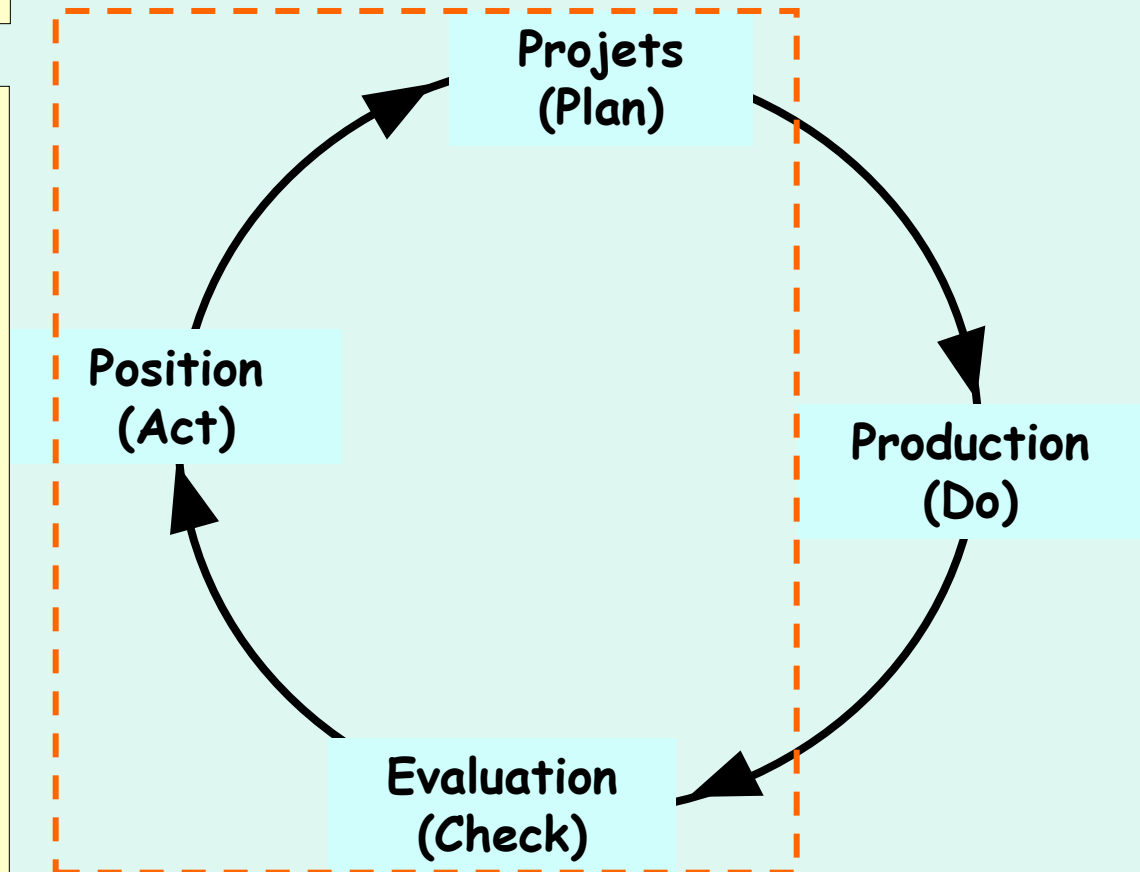 Projets
(Plan)
Position
(Act)
Production
(Do)
Evaluation
(Check)